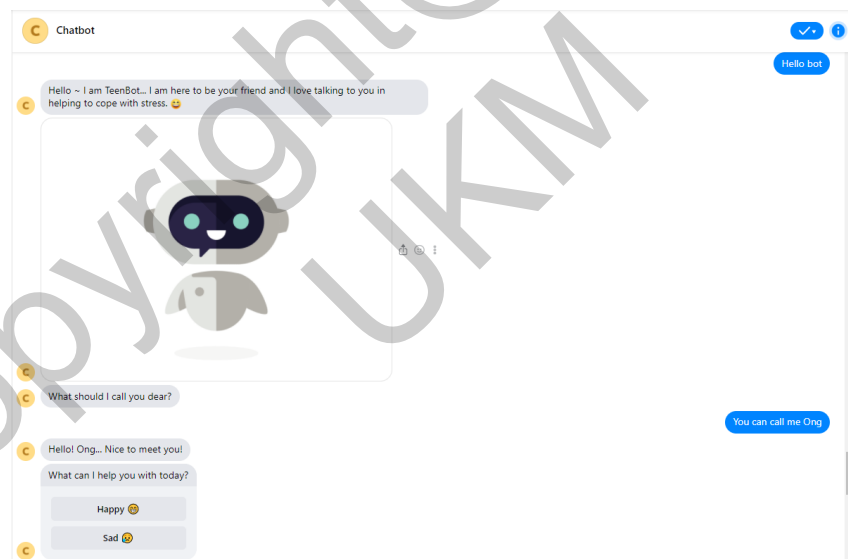 C Chatbot
Hello bot
Hello ~ I am TeenBot... I am here to be your friend and I love talking to you in
helping to cope with stress. 😀
C
C
What should I call you dear?
C
You can call me Ong
Hello! Ong... Nice to meet you!
C
What can I help you with today?
Happy 😁
Sad 😥
C
Copyright@
UKM